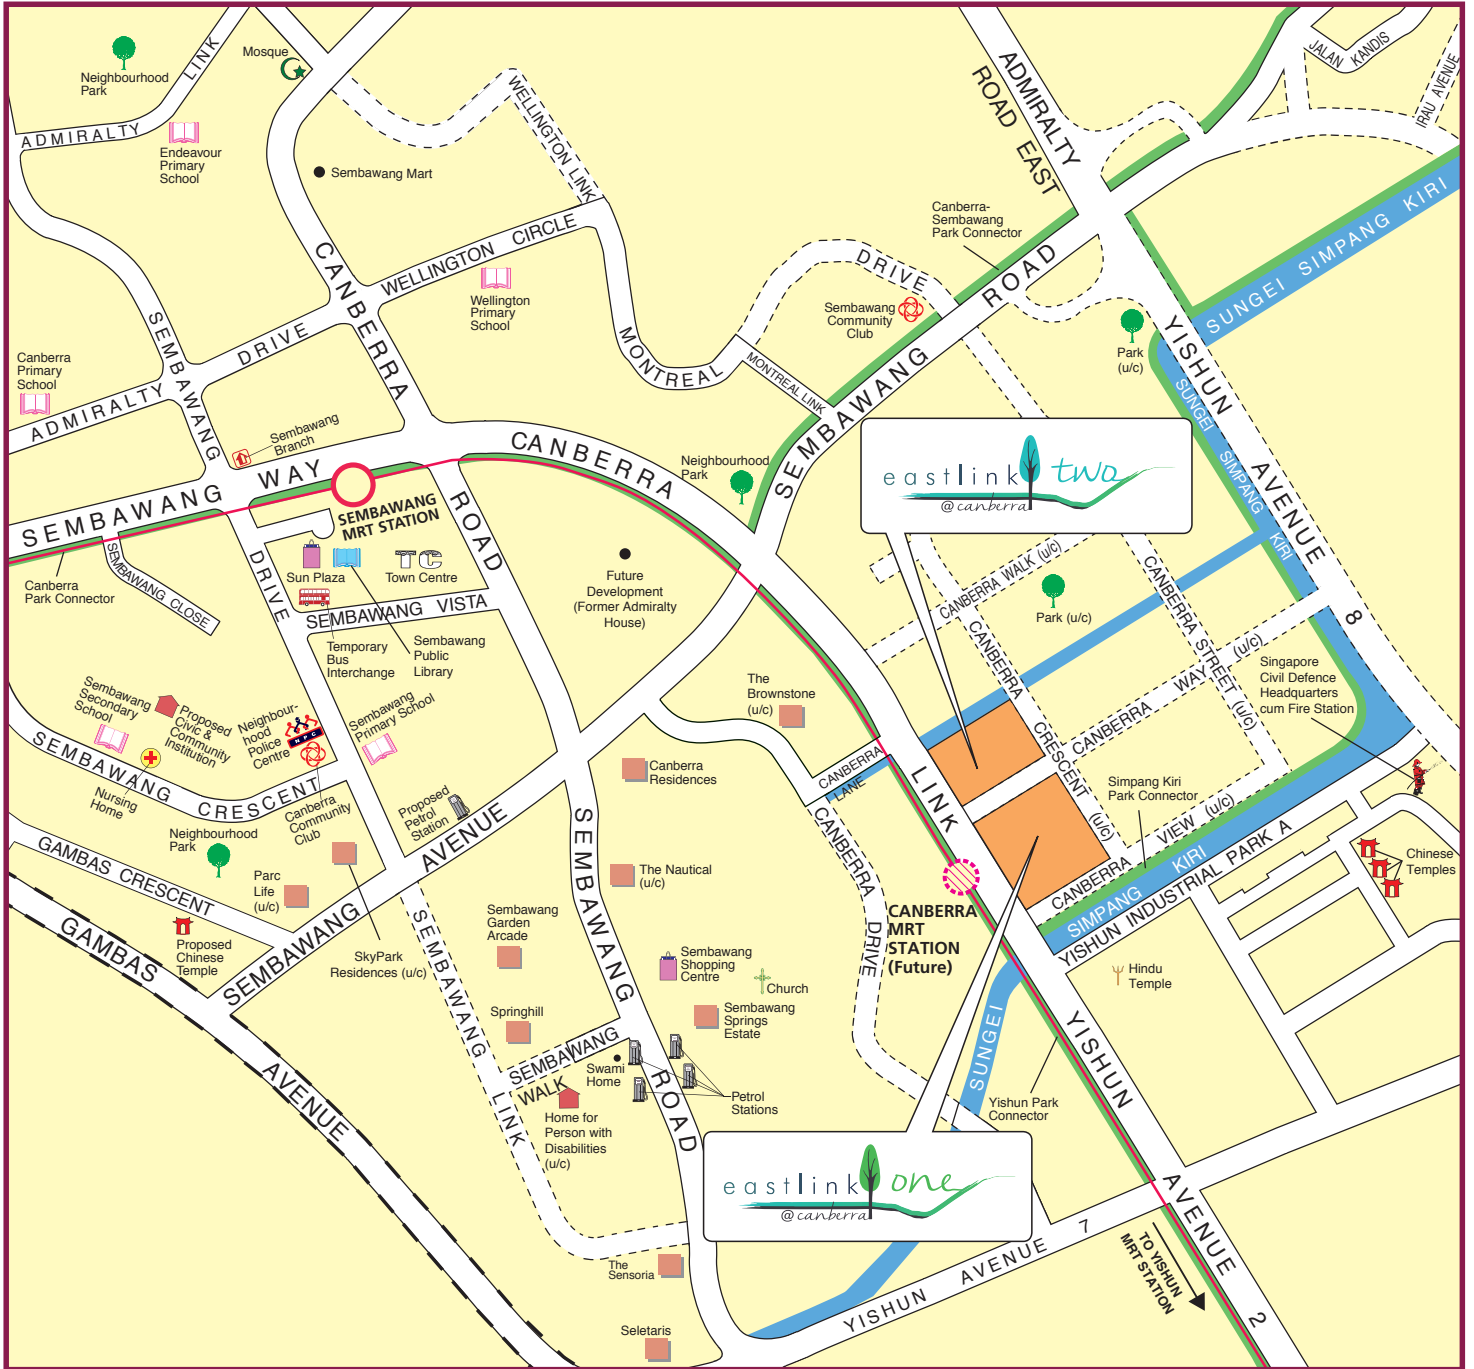 Neighbourhood
Park
LINK
ADMIRALTY
Mosque
Endeavour
Primary
School
Sembawang Mart
WELLINGTON LINK
WELLINGTON CIRCLE
Wellington
Primary
School
CANBERRA
ADMIRALTY
ROAD EAST
JALAN KANDIS
IRAU AVENUE
Canberra-
Sembawang
Park Connector
SUNGEI SIMPANG KIRI
SEMBAWANG ROAD
DRIVE
Sembawang
Community
Club
MONTREAL
MONTREAL LINK
Park
(u/c)
YISHUN AVENUE 8
SUNGEI SIMPANG KIRI
Canberra
Primary
School
ADMIRALTY DRIVE
SEMBAWANG DRIVE
Sembawang
Branch
SEMBAWANG WAY
SEMBAWANG
MRT STATION
CANBERRA LINK
Neighbourhood
Park
eastlink two
@canberra
ROAD
Canberra
Park Connector
SEMBAWANG CLOSE
Sun Plaza
TC
Town Centre
SEMBAWANG VISTA
Temporary
Bus
Interchange
Sembawang
Public
Library
Future
Development
(Former Admiralty
House)
CANBERRA WALK (u/c)
Park (u/c)
CANBERRA STREET (u/c)
CANBERRA CRESCENT (u/c)
CANBERRA WAY (u/c)
Singapore
Civil Defence
Headquarters
cum Fire Station
Sembawang
Secondary
School
Proposed
Civic &
Community
Institution
Neighbour-
hood
Police
Centre
NPC
Sembawang
Primary School
The
Brownstone
(u/c)
Nursing
Home
SEMBAWANG CRESCENT
Canberra
Community
Club
Proposed
Petrol
Station
Canberra
Residences
CANBERRA
LANE
Simpang Kiri
Park Connector
CANBERRA VIEW (u/c)
SIMPANG KIRI
YISHUN INDUSTRIAL PARK A
Chinese
Temples
Neighbourhood
Park
GAMBAS CRESCENT
Parc
Life
(u/c)
SEMBAWANG AVENUE
The Nautical
(u/c)
SEMBAWANG ROAD
CANBERRA DRIVE
CANBERRA
MRT
STATION
(Future)
Proposed
Chinese
Temple
SkyPark
Residences (u/c)
Sembawang
Garden
Arcade
Sembawang
Shopping
Centre
Church
Hindu
Temple
GAMBAS AVENUE
SEMBAWANG LINK
Springhill
Sembawang
Springs
Estate
SEMBAWANG
WALK
Swami
Home
Petrol
Stations
Home for
Person with
Disabilities
(u/c)
SUNGEI
Yishun Park
Connector
YISHUN AVENUE 2
eastlink one
@canberra
The
Sensoria
YISHUN AVENUE 7
TO YISHUN
MRT STATION
Seletaris